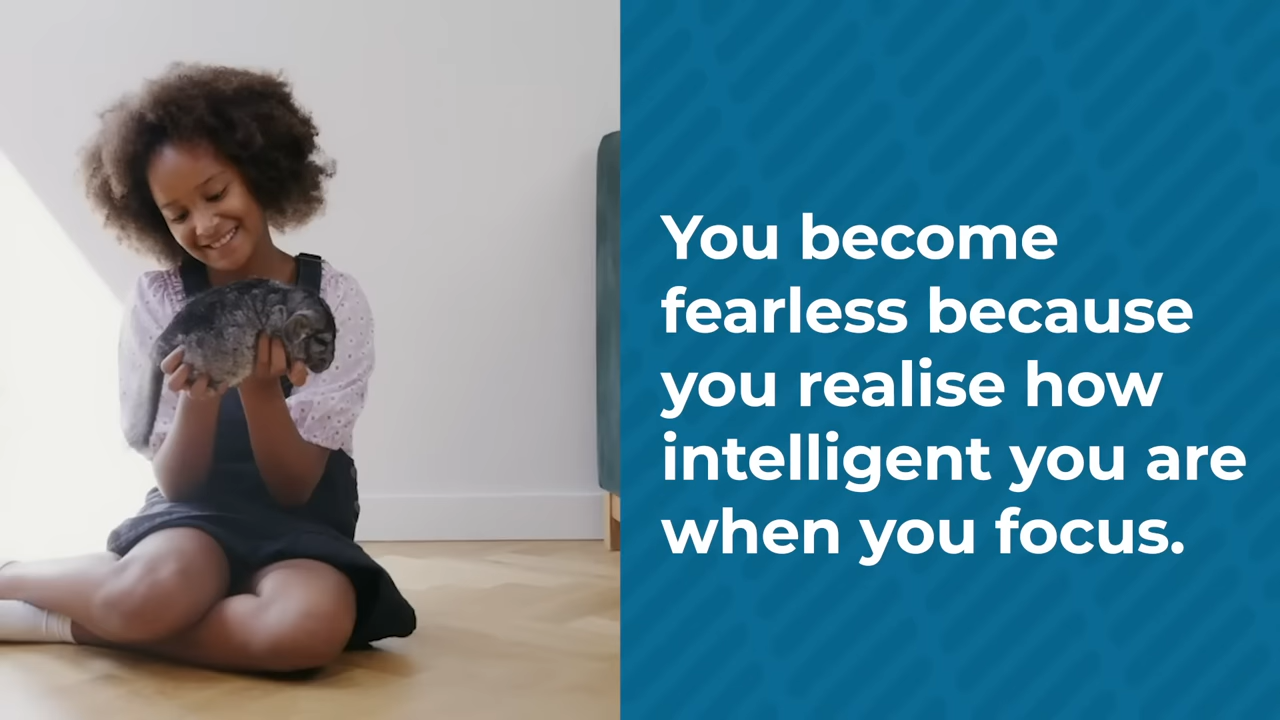 You become
fearless because
you realise how
intelligent you are
when you focus.